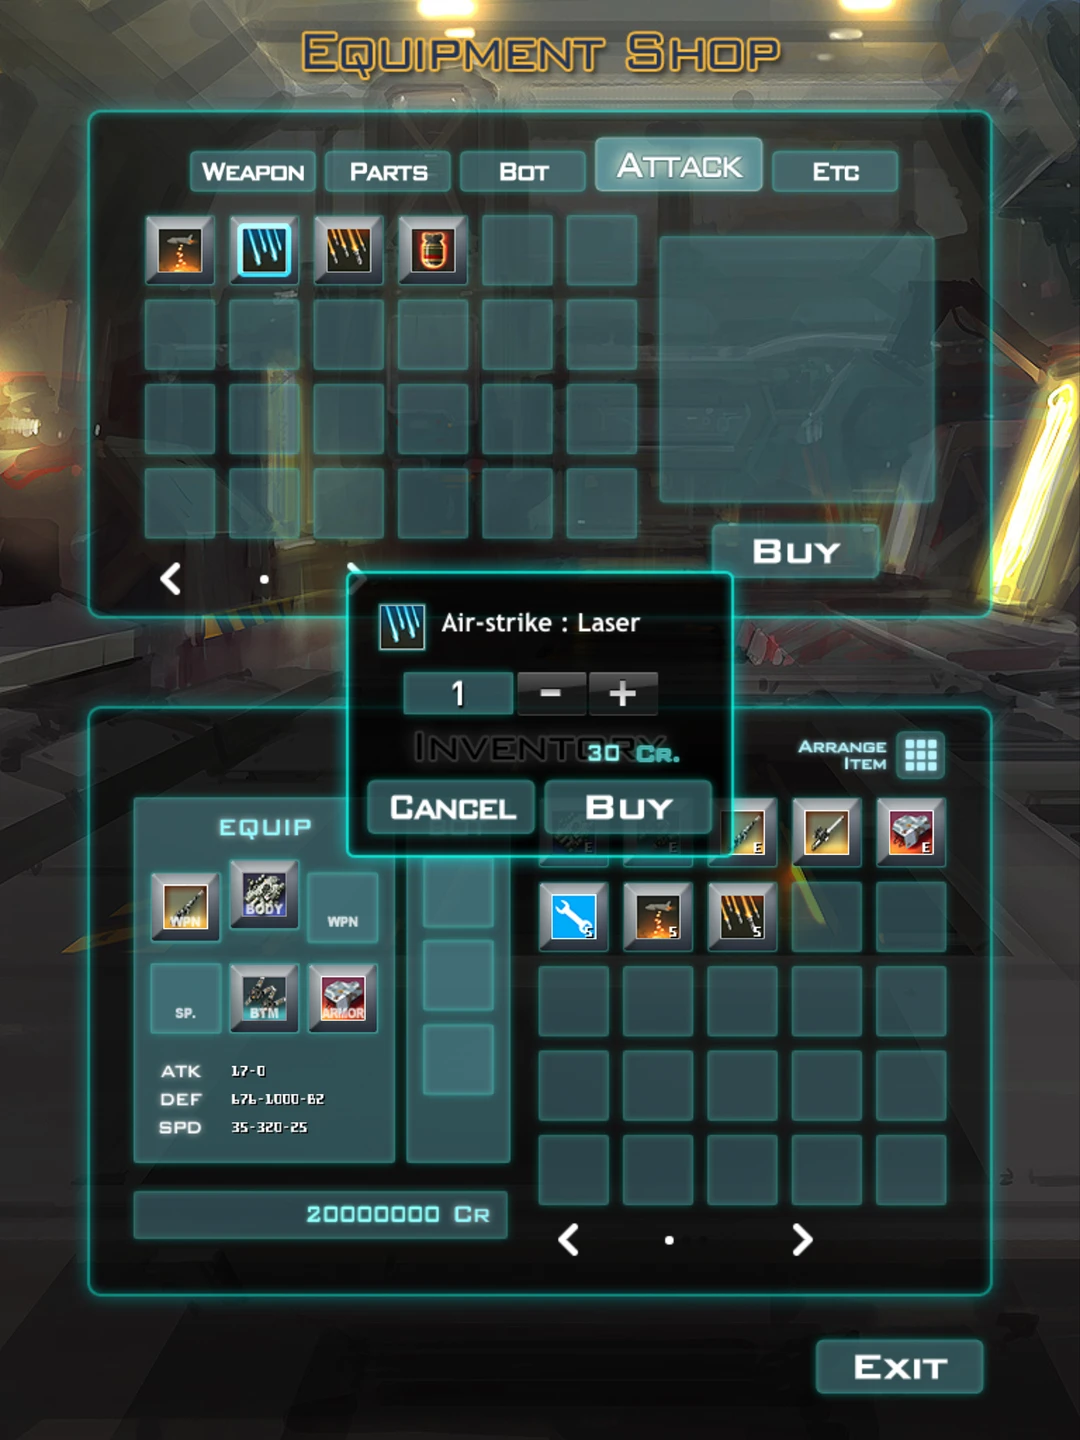 Equipment Shop
Weapon
Parts
Bot
Attack
Etc
Buy
Air-strike : Laser
1
Inventory
30 Cr.
Cancel
Buy
Arrange
Item
EQUIP
E
E
E
E
WPN
BODY
WPN
S
S
S
SP.
BTM
ARMOR
ATK 17-0
DEF 676-1000-82
SPD 35-320-25
20000000 Cr
Exit